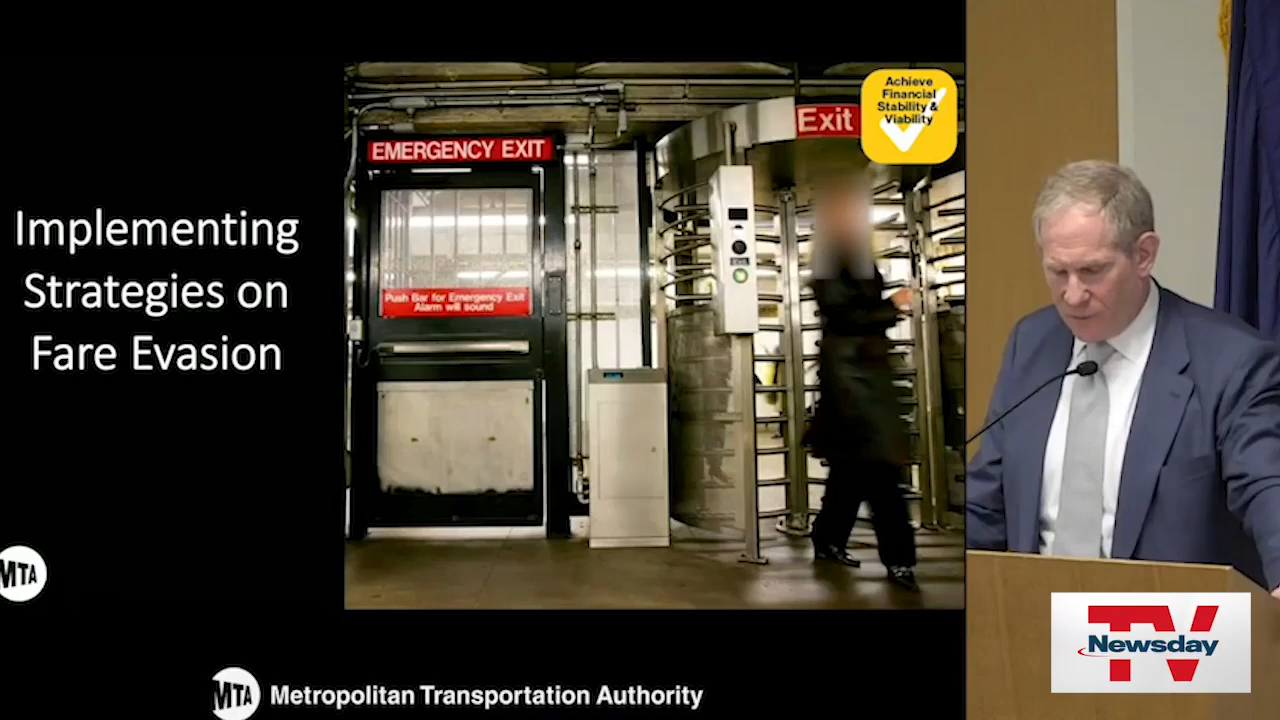 Implementing
Strategies on
Fare Evasion
EMERGENCY EXIT
Push Bar for Emergency Exit
Alarm will sound
Exit
Achieve
Financial
Stability &
Viability
MTA
MTA Metropolitan Transportation Authority
TV
Newsday